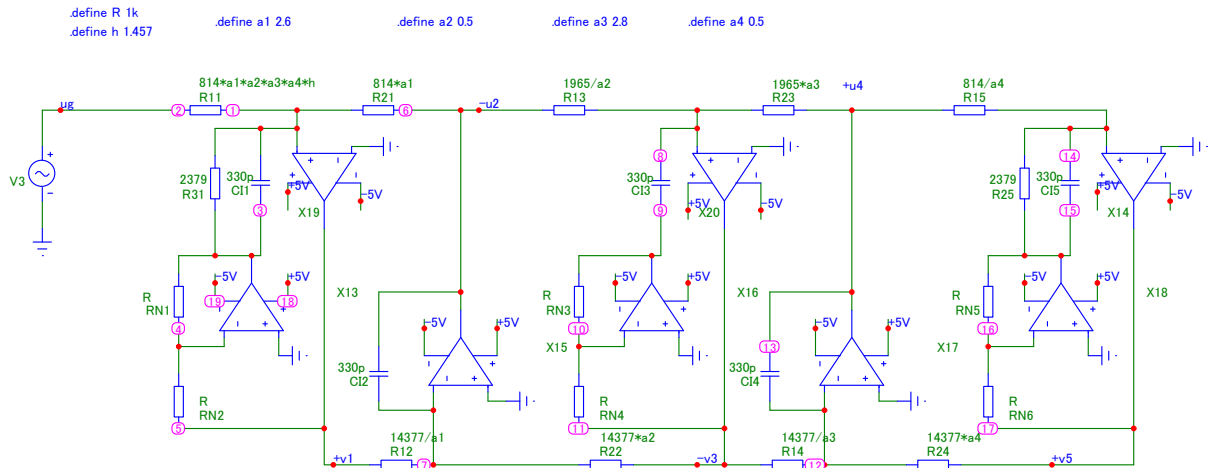 .define R 1k
.define a1 2.6
.define a2 0.5
.define a3 2.8
.define a4 0.5
.define h 1.457
814*a1*a2*a3*a4*h
814*a1
1965/a2
1965*a3
+u4
814/a4
ug
2
R11
1
R21
6
-u2
R13
R23
R15
V3
2379
R31
330p
CI1
3
+5V
-5V
X19
8
330p
CI3
9
+5V
-5V
X20
2379
R25
14
330p
CI5
15
+5V
-5V
X14
R
RN1
4
-5V
19
+5V
18
X13
R
RN3
10
-5V
+5V
X16
R
RN5
16
-5V
+5V
X18
330p
CI2
-5V
+5V
X15
13
330p
CI4
-5V
+5V
X17
R
RN2
5
R
RN4
11
R
RN6
17
+v1
14377/a1
R12
7
14377*a2
R22
-v3
14377/a3
R14
12
14377*a4
R24
+v5